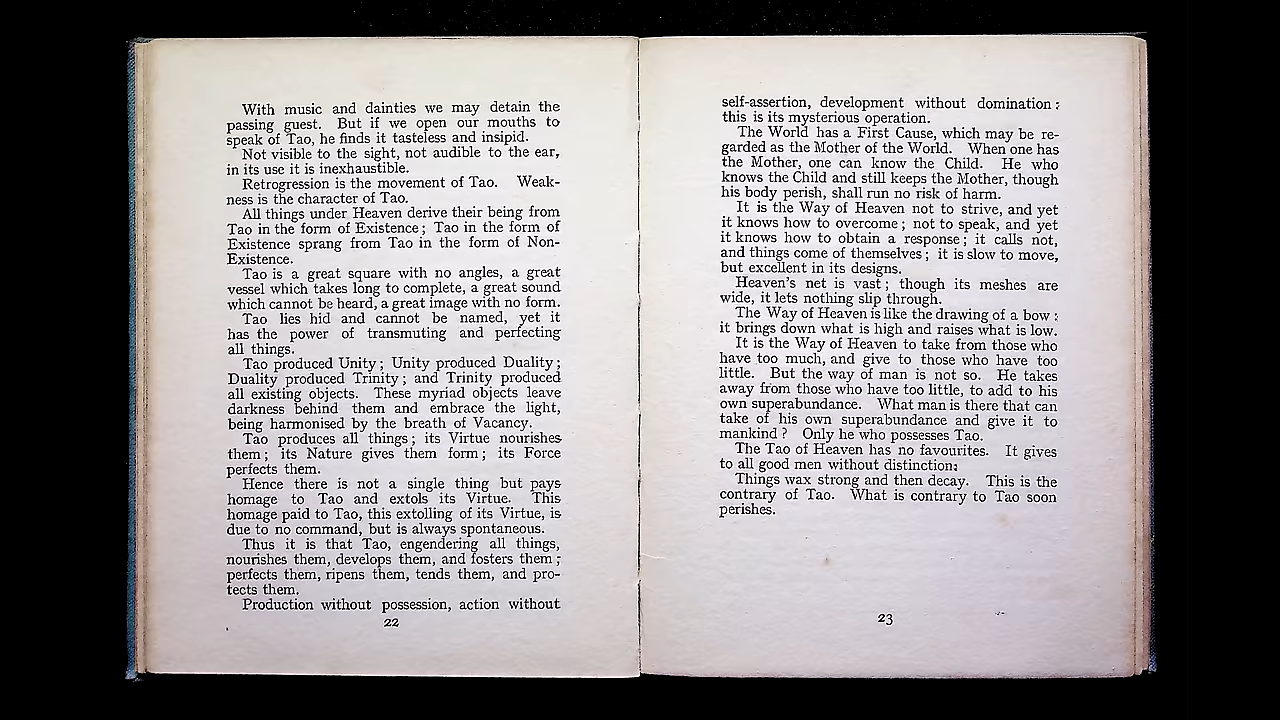 With music and dainties we may detain the
passing guest. But if we open our mouths to
speak of Tao, he finds it tasteless and insipid.
Not visible to the sight, not audible to the ear,
in its use it is inexhaustible.
Retrogression is the movement of Tao. Weak-
ness is the character of Tao.
All things under Heaven derive their being from
Tao in the form of Existence; Tao in the form of
Existence sprang from Tao in the form of Non-
Existence.
Tao is a great square with no angles, a great
vessel which takes long to complete, a great sound
which cannot be heard, a great image with no form.
Tao lies hid and cannot be named, yet it
has the power of transmuting and perfecting
all things.
Tao produced Unity; Unity produced Duality;
Duality produced Trinity; and Trinity produced
all existing objects. These myriad objects leave
darkness behind them and embrace the light,
being harmonised by the breath of Vacancy.
Tao produces all things; its Virtue nourishes
them; its Nature gives them form; its Force
perfects them.
Hence there is not a single thing but pays
homage to Tao and extols its Virtue. This
homage paid to Tao, this extolling of its Virtue, is
due to no command, but is always spontaneous.
Thus it is that Tao, engendering all things,
nourishes them, develops them, and fosters them;
perfects them, ripens them, tends them, and pro-
tects them.
Production without possession, action without
22
self-assertion, development without domination:
this is its mysterious operation.
The World has a First Cause, which may be re-
garded as the Mother of the World. When one has
the Mother, one can know the Child. He who
knows the Child and still keeps the Mother, though
his body perish, shall run no risk of harm.
It is the Way of Heaven not to strive, and yet
it knows how to overcome; not to speak, and yet
it knows how to obtain a response; it calls not,
and things come of themselves; it is slow to move,
but excellent in its designs.
Heaven's net is vast; though its meshes are
wide, it lets nothing slip through.
The Way of Heaven is like the drawing of a bow:
it brings down what is high and raises what is low.
It is the Way of Heaven to take from those who
have too much, and give to those who have too
little. But the way of man is not so. He takes
away from those who have too little, to add to his
own superabundance. What man is there that can
take of his own superabundance and give it to
mankind? Only he who possesses Tao.
The Tao of Heaven has no favourites. It gives
to all good men without distinction:
Things wax strong and then decay. This is the
contrary of Tao. What is contrary to Tao soon
perishes.
23